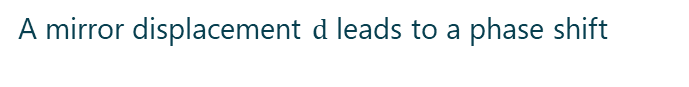 A mirror displacement d leads to a phase shift